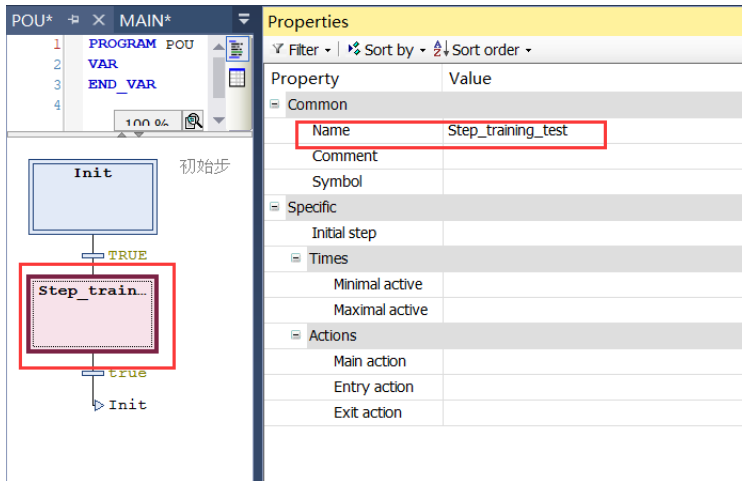 POU* MAIN*
1 PROGRAM POU
2 VAR
3 END_VAR
4
100 %
Init 初始步
TRUE
Step_train...
true
Init
Properties
Filter Sort by Sort order
Property Value
Common
Name Step_training_test
Comment
Symbol
Specific
Initial step
Times
Minimal active
Maximal active
Actions
Main action
Entry action
Exit action